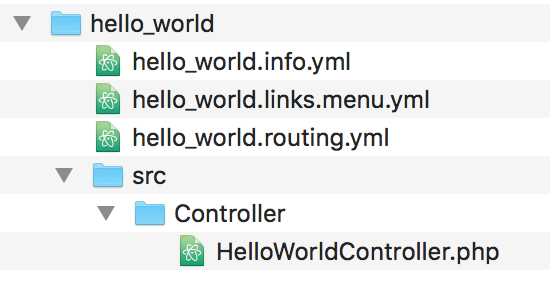 hello_world
hello_world.info.yml
hello_world.links.menu.yml
hello_world.routing.yml
src
Controller
HelloWorldController.php